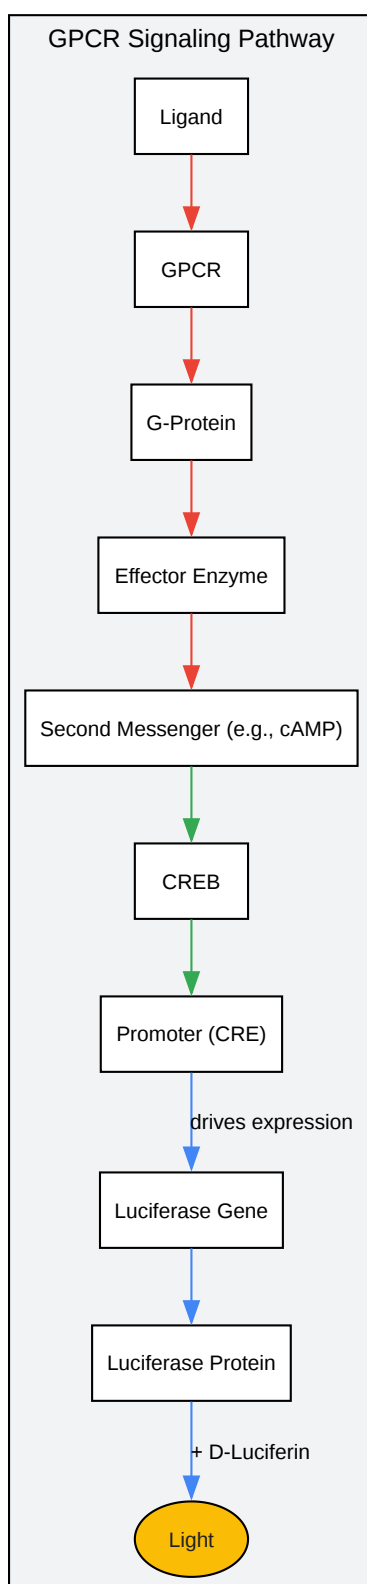 GPCR Signaling Pathway
Ligand
GPCR
G-Protein
Effector Enzyme
Second Messenger (e.g., cAMP)
CREB
Promoter (CRE)
drives expression
Luciferase Gene
Luciferase Protein
+ D-Luciferin
Light